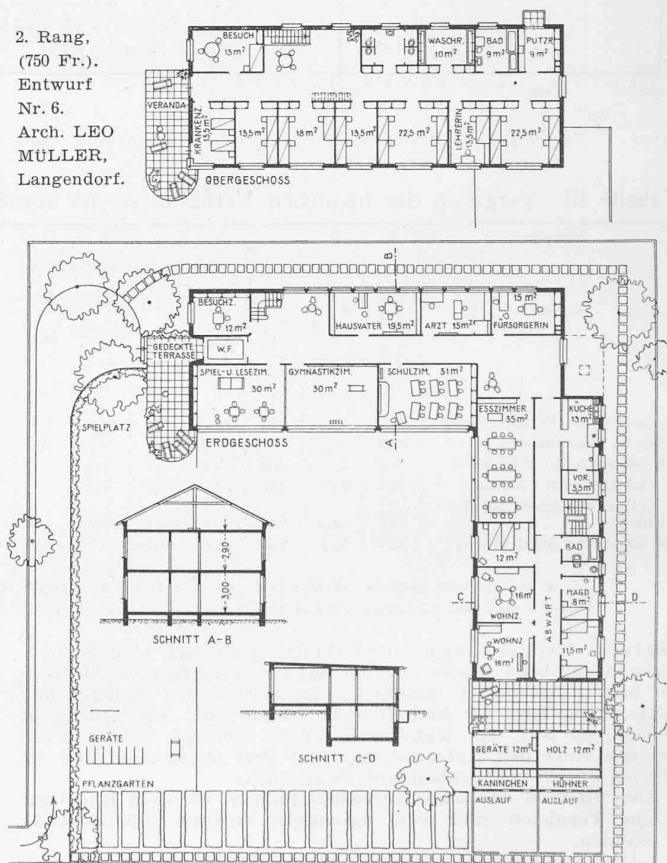 2. Rang,
(750 Fr.).
Entwurf
Nr. 6.
Arch. LEO
MÜLLER,
Langendorf.
BESUCH
13 m²
WASCHR.
10 m²
BAD
9 m²
PUTZR.
9 m²
VERANDA
KRANKENZ.
13,5 m²
13,5 m²
18 m²
13,5 m²
22,5 m²
LEHRERIN
13,5 m²
22,5 m²
OBERGESCHOSS
B
BESUCHZ.
12 m²
HAUSVATER 19,5 m²
ARZT 15 m²
15 m²
FÜRSORGERIN
GEDECKTE
TERRASSE
W.F.
SPIEL-U. LESEZIM.
30 m²
GYMNASTIKZIM.
30 m²
SCHULZIM. 31 m²
A
ERDGESCHOSS
SPIELPLATZ
ESSZIMMER
35 m²
KÜCHE
13 m²
VOR.
3,5 m²
12 m²
BAD
C
16 m²
WOHNZ.
MAGD
8 m²
D
ABWART
WOHNZ.
16 m²
11,5 m²
2,90
3,00
SCHNITT A-B
SCHNITT C-D
GERÄTE
PFLANZGARTEN
GERÄTE 12 m²
HOLZ 12 m²
KANINCHEN
HÜHNER
AUSLAUF
AUSLAUF